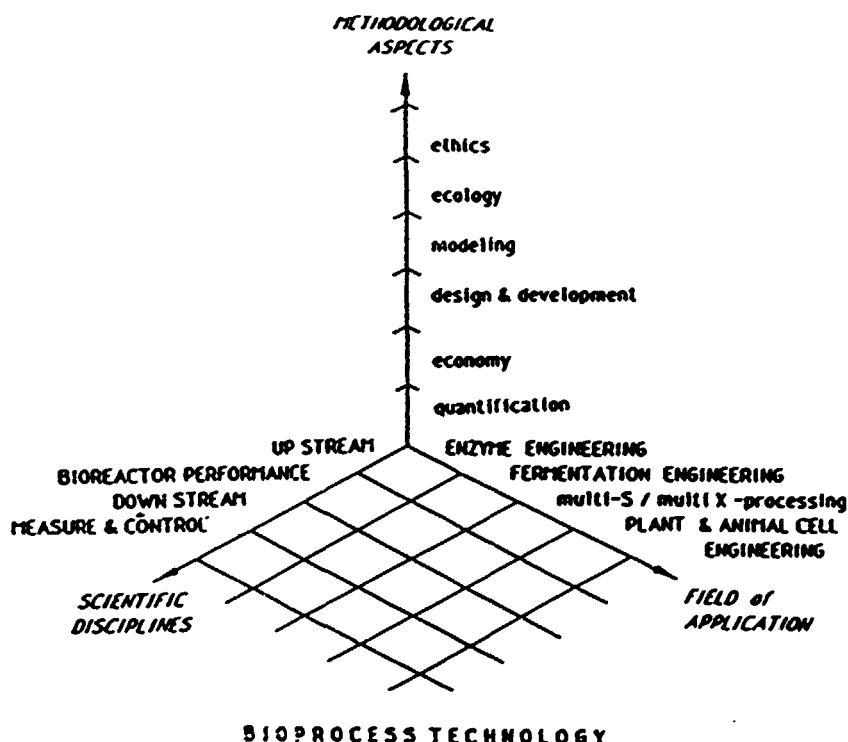 METHODOLOGICAL
ASPECTS
ethics
ecology
modeling
design & development
economy
quantification
UP STREAM
BIOREACTOR PERFORMANCE
DOWN STREAM
MEASURE & CONTROL
ENZYME ENGINEERING
FERMENTATION ENGINEERING
multi-S / multi X -processing
PLANT & ANIMAL CELL
ENGINEERING
SCIENTIFIC
DISCIPLINES
FIELD of
APPLICATION
BIOPROCESS TECHNOLOGY